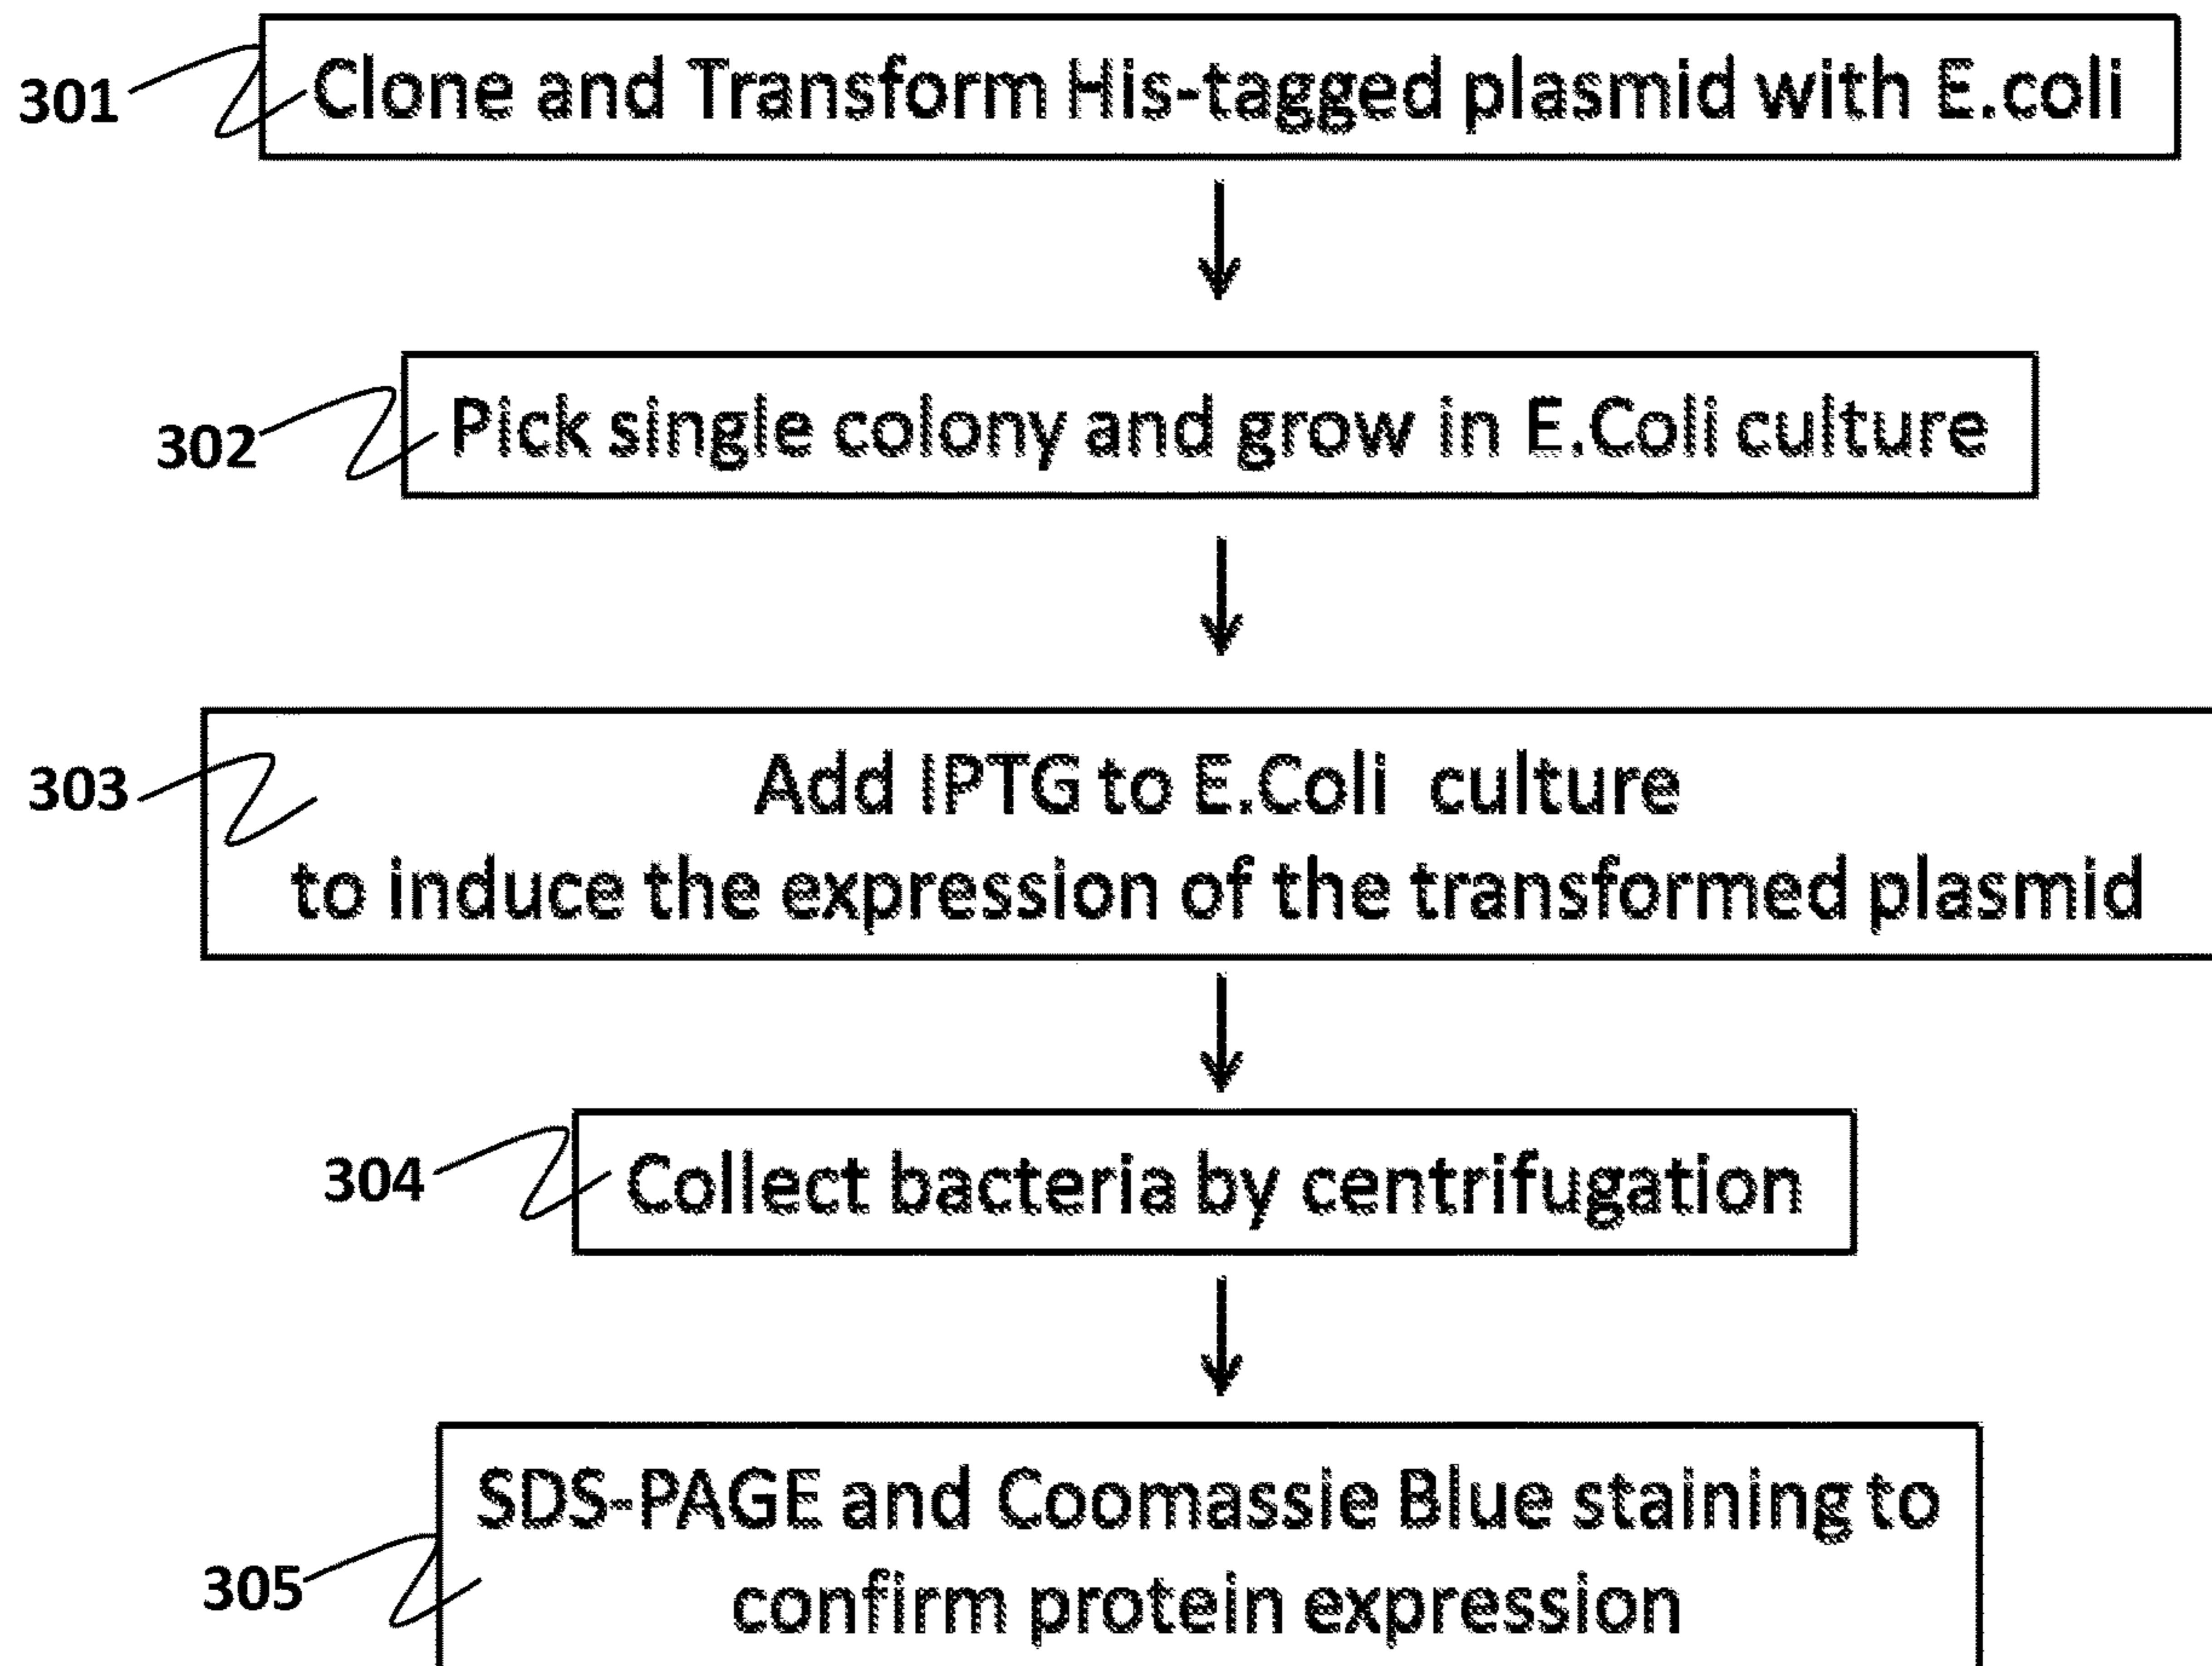 301
Clone and Transform His-tagged plasmid with E.coli
302
Pick single colony and grow in E.Coli culture
303
Add IPTG to E.Coli culture
to induce the expression of the transformed plasmid
304
Collect bacteria by centrifugation
305
SDS-PAGE and Coomassie Blue staining to
confirm protein expression